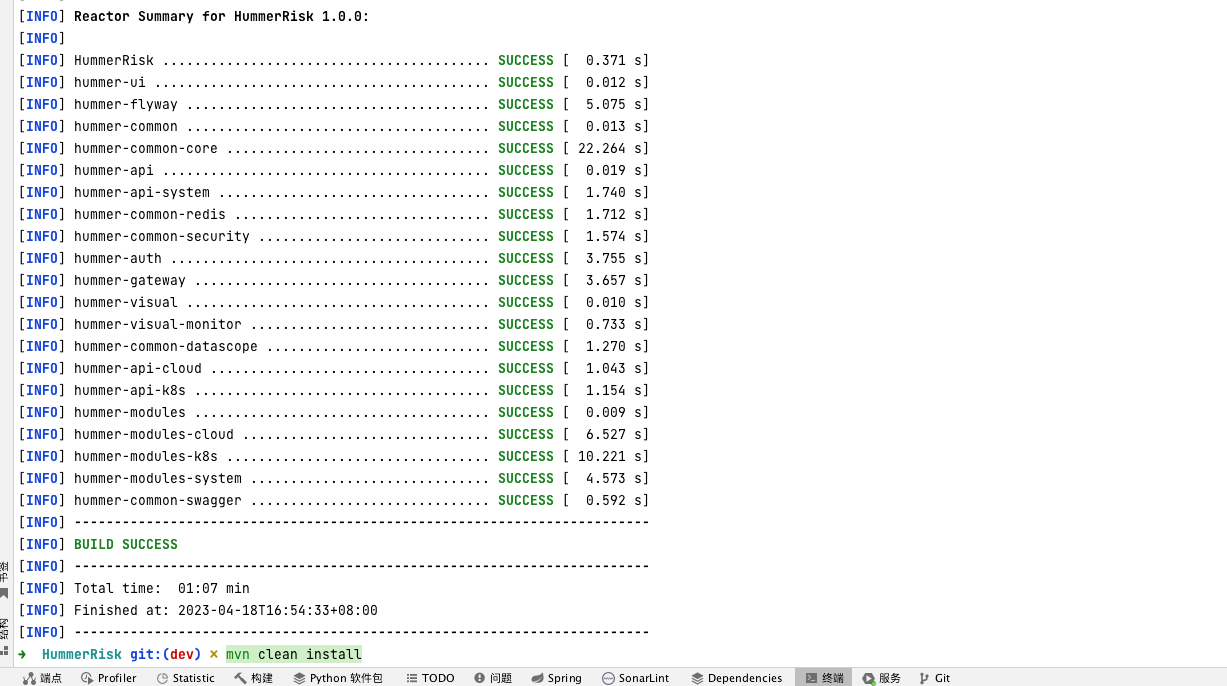 [INFO] Reactor Summary for HummerRisk 1.0.0:
[INFO]
[INFO] HummerRisk ......................................... SUCCESS [  0.371 s]
[INFO] hummer-ui .......................................... SUCCESS [  0.012 s]
[INFO] hummer-flyway ...................................... SUCCESS [  5.075 s]
[INFO] hummer-common ...................................... SUCCESS [  0.013 s]
[INFO] hummer-common-core ................................. SUCCESS [ 22.264 s]
[INFO] hummer-api ......................................... SUCCESS [  0.019 s]
[INFO] hummer-api-system .................................. SUCCESS [  1.740 s]
[INFO] hummer-common-redis ................................ SUCCESS [  1.712 s]
[INFO] hummer-common-security ............................. SUCCESS [  1.574 s]
[INFO] hummer-auth ........................................ SUCCESS [  3.755 s]
[INFO] hummer-gateway ..................................... SUCCESS [  3.657 s]
[INFO] hummer-visual ...................................... SUCCESS [  0.010 s]
[INFO] hummer-visual-monitor .............................. SUCCESS [  0.733 s]
[INFO] hummer-common-datascope ............................ SUCCESS [  1.270 s]
[INFO] hummer-api-cloud ................................... SUCCESS [  1.043 s]
[INFO] hummer-api-k8s ..................................... SUCCESS [  1.154 s]
[INFO] hummer-modules ..................................... SUCCESS [  0.009 s]
[INFO] hummer-modules-cloud ............................... SUCCESS [  6.527 s]
[INFO] hummer-modules-k8s ................................. SUCCESS [ 10.221 s]
[INFO] hummer-modules-system .............................. SUCCESS [  4.573 s]
[INFO] hummer-common-swagger .............................. SUCCESS [  0.592 s]
[INFO] ------------------------------------------------------------------------
[INFO] BUILD SUCCESS
[INFO] ------------------------------------------------------------------------
[INFO] Total time:  01:07 min
[INFO] Finished at: 2023-04-18T16:54:33+08:00
[INFO] ------------------------------------------------------------------------
➜  HummerRisk git:(dev) × mvn clean install
书签
结构
端点 Profiler Statistic 构建 Python 软件包 TODO 问题 Spring SonarLint Dependencies 终端 服务 Git